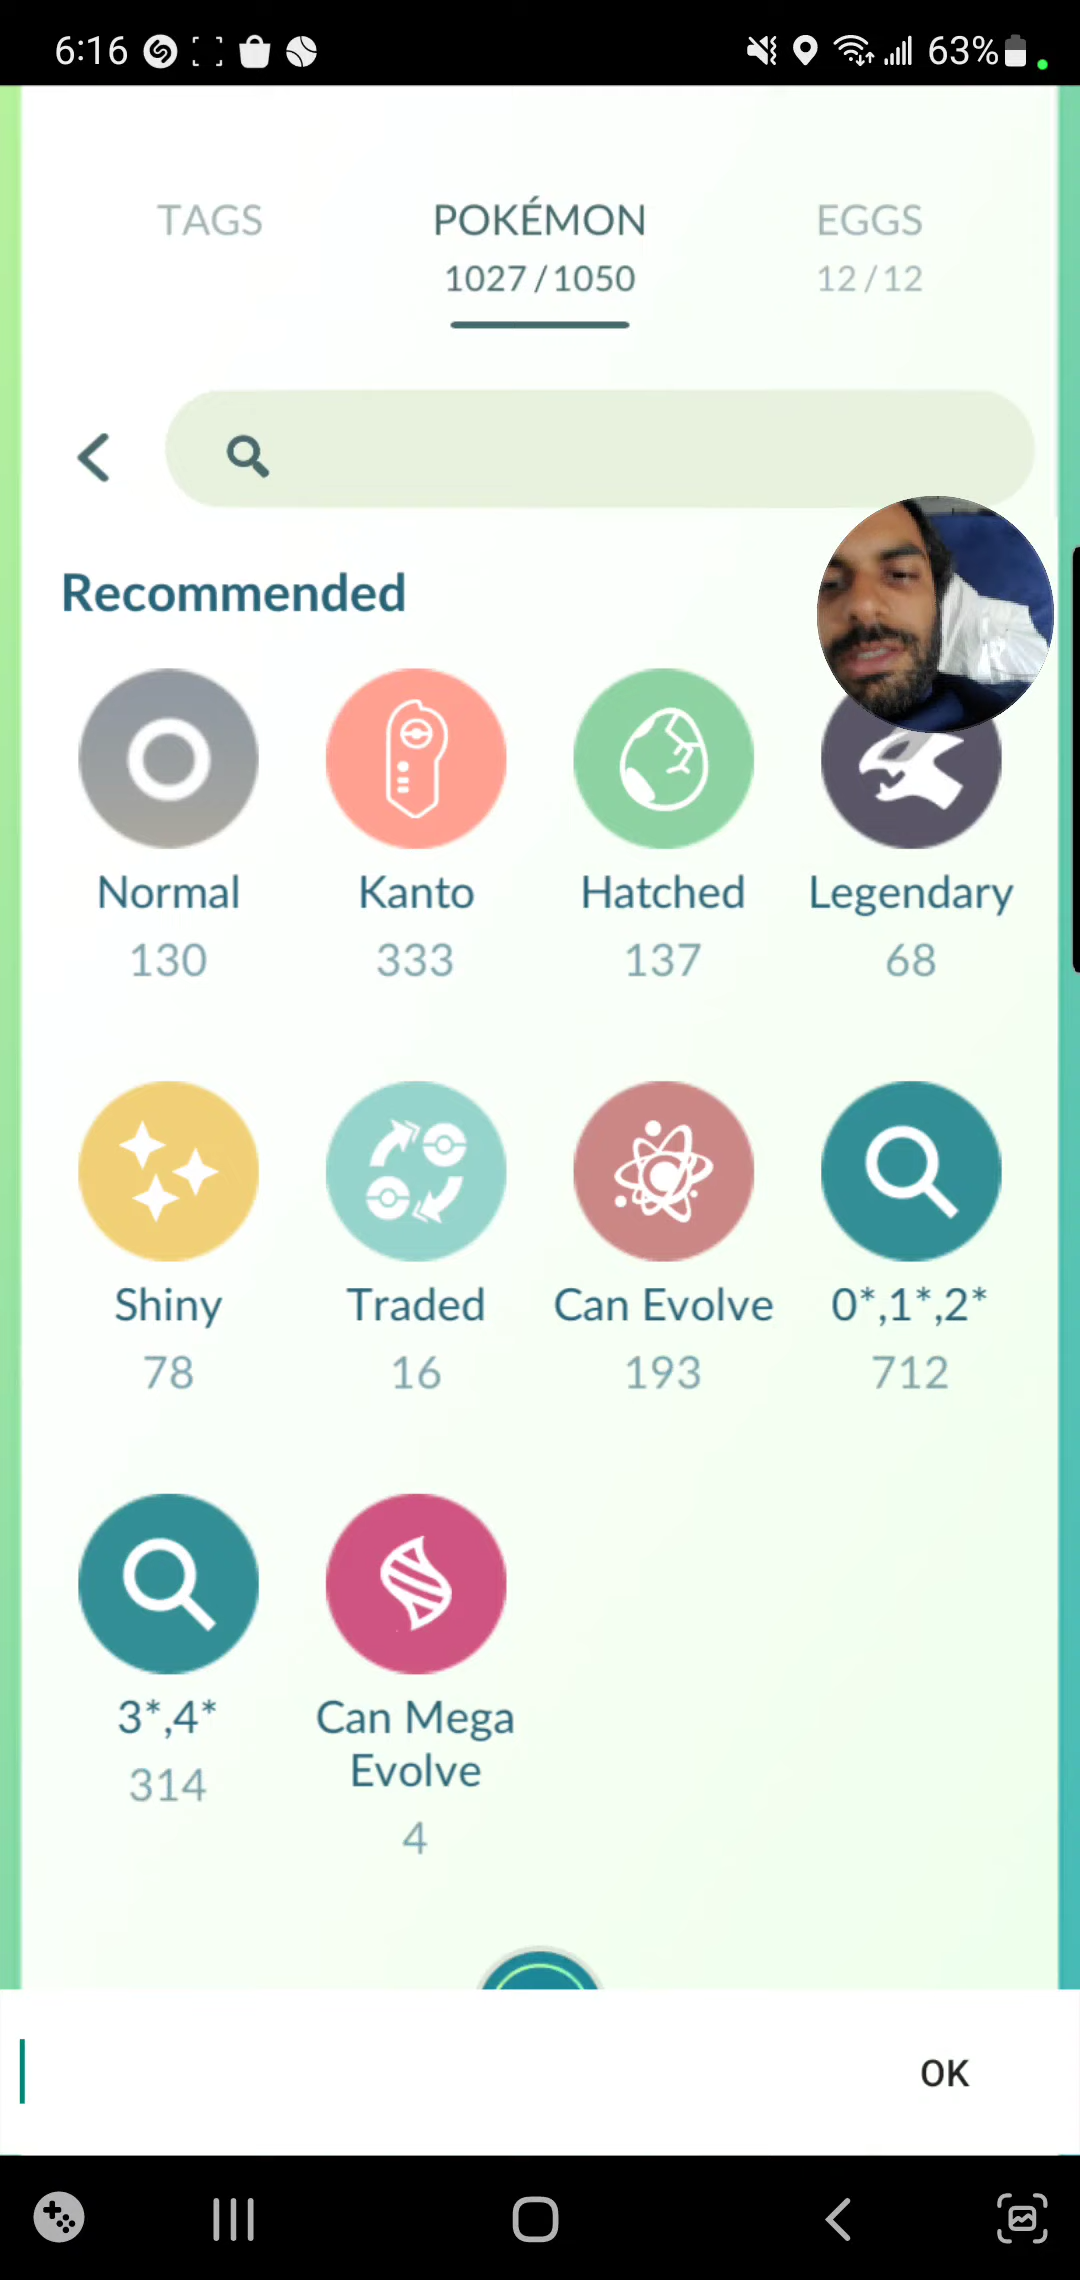 6:16
63%
TAGS POKÉMON EGGS
1027/1050 12/12
Recommended
Normal Kanto Hatched Legendary
130 333 137 68
Shiny Traded Can Evolve 0*,1*,2*
78 16 193 712
3*,4* Can Mega
Evolve
314
4
OK